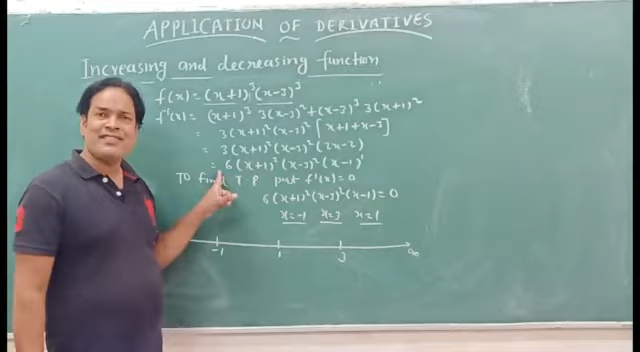 APPLICATION OF DERIVATIVES
Increasing and decreasing function
f(x) = (x+1)³ (x-3)³
f'(x) = (x+1)³ 3(x-3)² + (x-3)³ 3(x+1)²
= 3(x+1)² (x-3)² [x+1+x-3]
= 3(x+1)² (x-3)² (2x-2)
= 6(x+1)² (x-3)² (x-1)'
TO find T P put f'(x) = 0
6(x+1)² (x-3)² (x-1) = 0
x=-1 x=3 x=1
-1 1 3 ∞